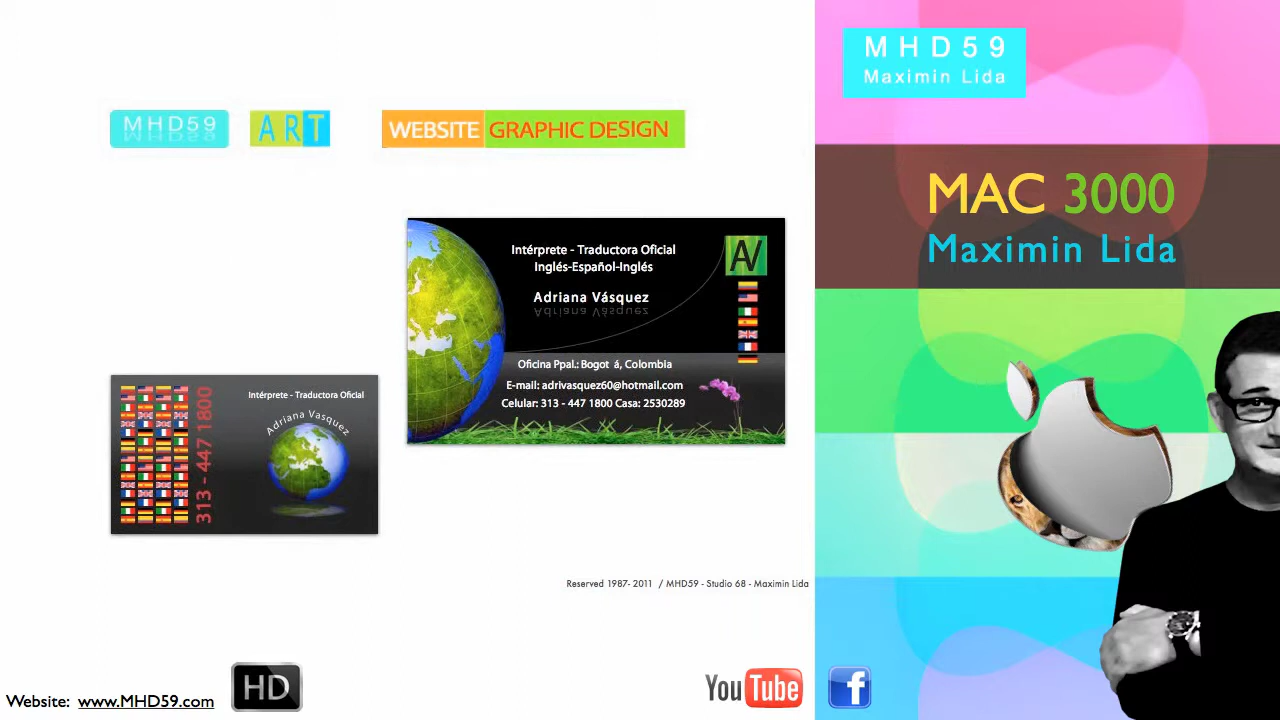 MHD59
ART
WEBSITE GRAPHIC DESIGN
Intérprete - Traductora Oficial
Inglés-Español-Inglés
Adriana Vásquez
AV
Oficina Ppal.: Bogot á, Colombia
E-mail: adrivasquez60@hotmail.com
Celular: 313 - 447 1800 Casa: 2530289
313 - 447 1800
Intérprete - Traductora Oficial
Adriana Vasquez
Reserved 1987- 2011 / MHD59 - Studio 68 - Maximin Lida
Website: www.MHD59.com
HD
YouTube
f
MHD59
Maximin Lida
MAC 3000
Maximin Lida